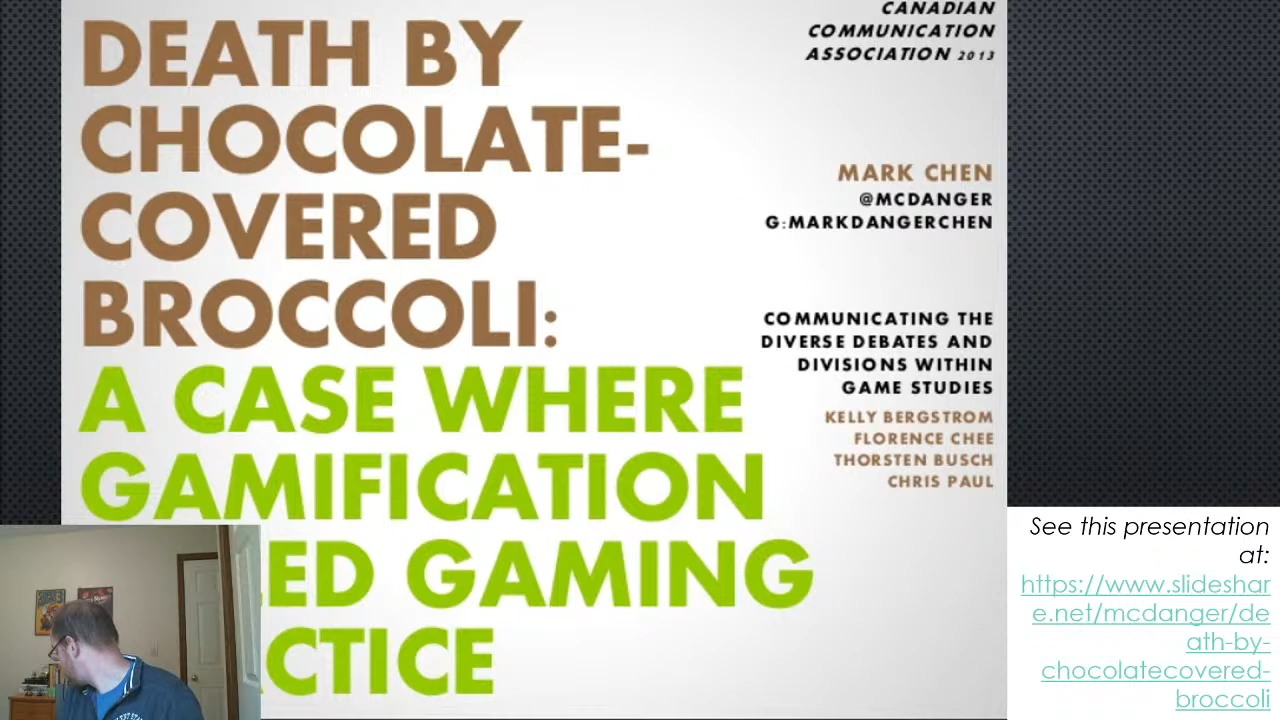 DEATH BY
CHOCOLATE-
COVERED
BROCCOLI:
A CASE WHERE
GAMIFICATION
ED GAMING
CTICE
CANADIAN
COMMUNICATION
ASSOCIATION 2013
MARK CHEN
@MCDANGER
G:MARKDANGERCHEN
COMMUNICATING THE
DIVERSE DEBATES AND
DIVISIONS WITHIN
GAME STUDIES
KELLY BERGSTROM
FLORENCE CHEE
THORSTEN BUSCH
CHRIS PAUL
See this presentation
at:
https://www.slideshar
e.net/mcdanger/de
ath-by-
chocolatecovered-
broccoli